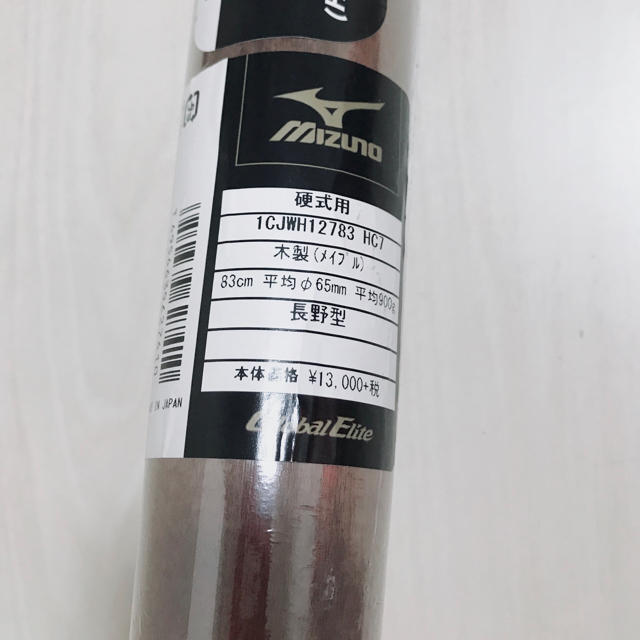 MIZUNO
硬式用
1CJWH12783 HC7
木製(ﾒｲﾌﾟﾙ)
83cm 平均φ65mm 平均900g
長野型
本体価格 ¥13,000+税
IN JAPAN
Global Elite